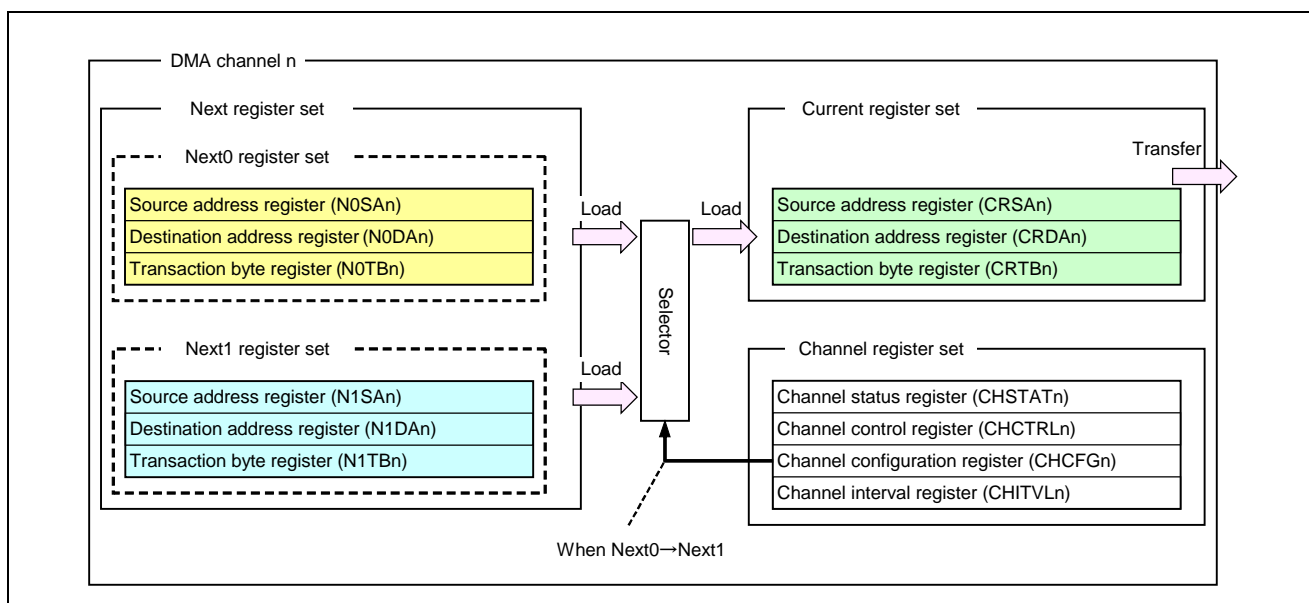 DMA channel n
Next register set
Next0 register set
Source address register (N0SAn)
Destination address register (N0DAn)
Transaction byte register (N0TBn)
Next1 register set
Source address register (N1SAn)
Destination address register (N1DAn)
Transaction byte register (N1TBn)
Load
Load
Selector
Load
When Next0→Next1
Current register set
Transfer
Source address register (CRSAn)
Destination address register (CRDAn)
Transaction byte register (CRTBn)
Channel register set
Channel status register (CHSTATn)
Channel control register (CHCTRLn)
Channel configuration register (CHCFGn)
Channel interval register (CHITVLn)